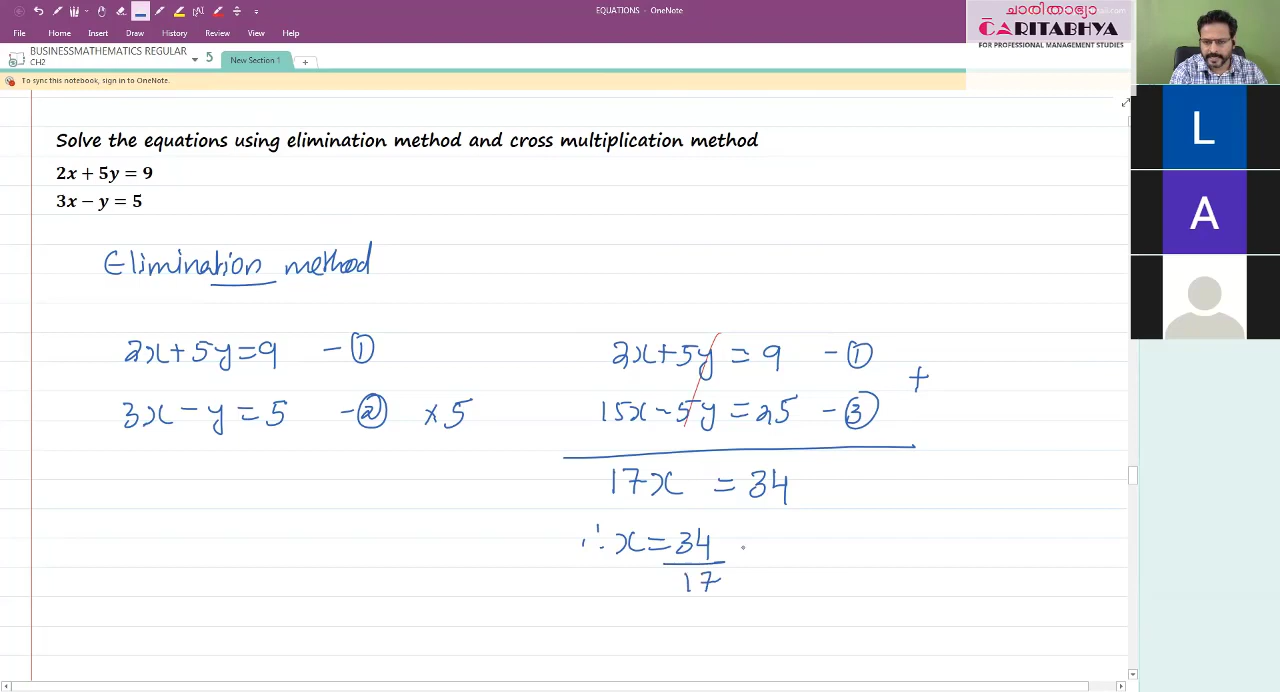 EQUATIONS - OneNote
File Home Insert Draw History Review View Help
ചാരിതാഭ്യാ
CARITABHYA
FOR PROFESSIONAL MANAGEMENT STUDIES
BUSINESSMATHEMATICS REGULAR
CH2
New Section 1
To sync this notebook, sign in to OneNote.
Solve the equations using elimination method and cross multiplication method
2x + 5y = 9
3x − y = 5
Elimination method
2x+5y=9 - ①
3x - y = 5 - ② × 5
2x+5y = 9 - ①
+
15x - 5y = 25 - ③
17x = 34
∴ x = 34
17
L
A